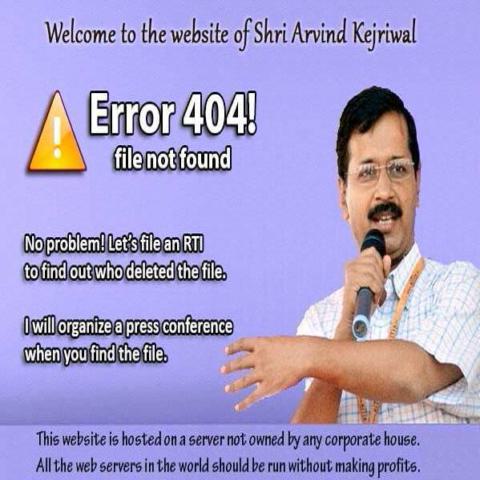 Welcome to the website of Shri Arvind Kejriwal
Error 404!
file not found
No problem! Let's file an RTI
to find out who deleted the file.
I will organize a press conference
when you find the file.
This website is hosted on a server not owned by any corporate house.
All the web servers in the world should be run without making profits.